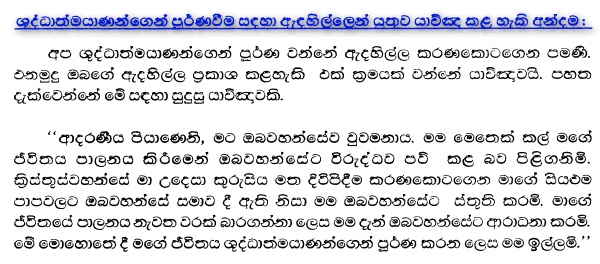 ශුද්ධාත්මයාණන්ගෙන් පූර්ණවීම සඳහා ඇදහිල්ලෙන් යුතුව යාච්ඤා කළ හැකි අන්දම :
අප ශුද්ධාත්මයාණන්ගෙන් පූර්ණ වන්නේ ඇදහිල්ල කරණකොටගෙන පමණි.
එනමුදු ඔබගේ ඇදහිල්ල ප්‍රකාශ කළහැකි එක් ක්‍රමයක් වන්නේ යාච්ඤාවයි. පහත
දැක්වෙන්නේ මේ සඳහා සුදුසු යාච්ඤාවකි.
‘‘ආදරණීය පියාණෙනි, මට ඔබවහන්සේව වුවමනාය. මම මෙතෙක් කල් මගේ
ජීවිතය පාලනය කිරීමෙන් ඔබවහන්සේට විරුද්ධව පව් කළ බව පිළිගනිමි.
ක්‍රිස්තුස්වහන්සේ මා උදෙසා කුරුසිය මත දිවිපිදීම කරණකොටගෙන මාගේ සියළුම
පාපවලට ඔබවහන්සේ සමාව දී ඇති නිසා මම ඔබවහන්සේට ස්තුති කරමි. මාගේ
ජීවිතයේ පාලනය නැවත වරක් බාරගන්නා ලෙස මම දැන් ඔබවහන්සේට ආරාධනා කරමි.
මේ මොහොතේ දී මගේ ජීවිතය ශුද්ධාත්මයාණන්ගෙන් පූර්ණ කරන ලෙස මම ඉල්ලමි.’’